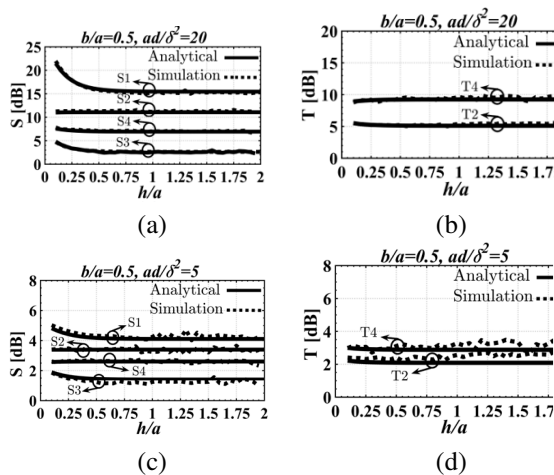 b/a=0.5, ad/δ²=20
25
20
15
10
5
0
S [dB]
Analytical
Simulation
S1
S2
S4
S3
0.25 0.5 0.75 1 1.25 1.5 1.75 2
h/a
(a)
b/a=0.5, ad/δ²=20
20
15
10
5
0
T [dB]
Analytical
Simulation
T4
T2
0 0.25 0.5 0.75 1 1.25 1.5 1.75
h/a
(b)
b/a=0.5, ad/δ²=5
8
6
4
2
0
S [dB]
Analytical
Simulation
S1
S2
S4
S3
0 0.25 0.5 0.75 1 1.25 1.5 1.75 2
h/a
(c)
b/a=0.5, ad/δ²=5
8
6
4
2
0
T [dB]
Analytical
Simulation
T4
T2
0 0.25 0.5 0.75 1 1.25 1.5 1.75
h/a
(d)